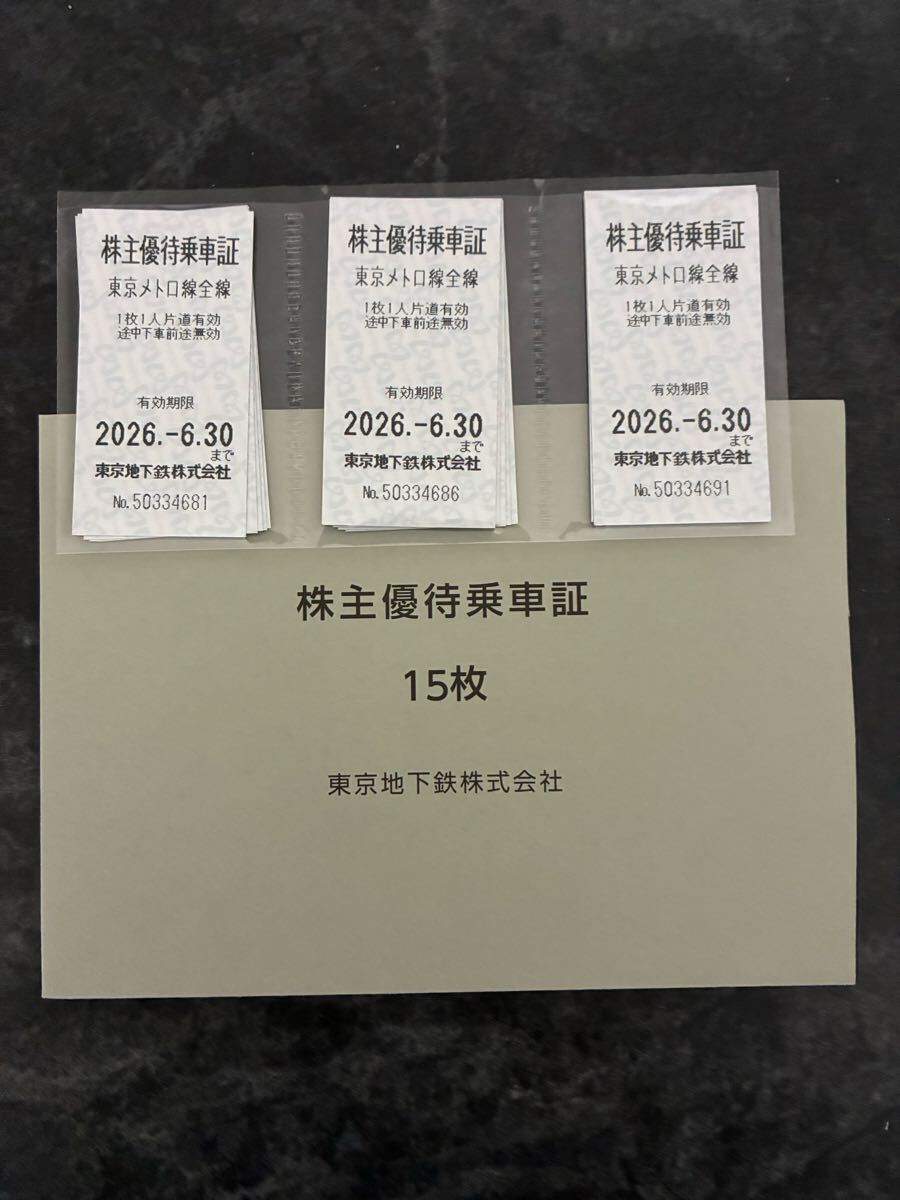 株主優待乗車証
東京メトロ線全線
1枚1人片道有効
途中下車前途無効
有効期限
2026.-6.30
まで
東京地下鉄株式会社
No.50334681
株主優待乗車証
東京メトロ線全線
1枚1人片道有効
途中下車前途無効
有効期限
2026.-6.30
まで
東京地下鉄株式会社
No.50334686
株主優待乗車証
東京メトロ線全線
1枚1人片道有効
途中下車前途無効
有効期限
2026.-6.30
まで
東京地下鉄株式会社
No.50334691
株主優待乗車証
15枚
東京地下鉄株式会社